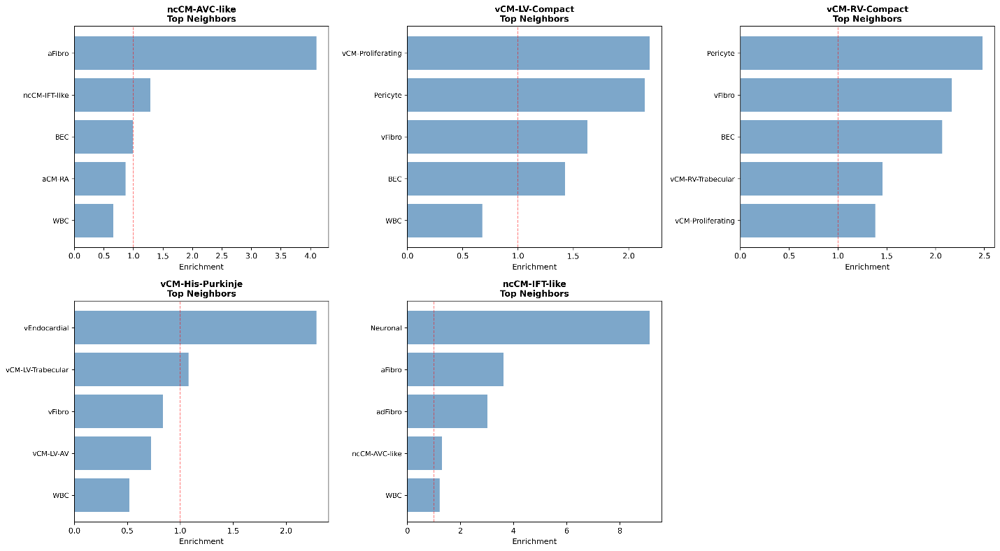 ncCM-AVC-like
Top Neighbors
aFibro
ncCM-IFT-like
BEC
aCM-RA
WBC
0.0 0.5 1.0 1.5 2.0 2.5 3.0 3.5 4.0
Enrichment
vCM-LV-Compact
Top Neighbors
vCM-Proliferating
Pericyte
vFibro
BEC
WBC
0.0 0.5 1.0 1.5 2.0
Enrichment
vCM-RV-Compact
Top Neighbors
Pericyte
vFibro
BEC
vCM-RV-Trabecular
vCM-Proliferating
0.0 0.5 1.0 1.5 2.0 2.5
Enrichment
vCM-His-Purkinje
Top Neighbors
vEndocardial
vCM-LV-Trabecular
vFibro
vCM-LV-AV
WBC
0.0 0.5 1.0 1.5 2.0
Enrichment
ncCM-IFT-like
Top Neighbors
Neuronal
aFibro
adFibro
ncCM-AVC-like
WBC
0 2 4 6 8
Enrichment